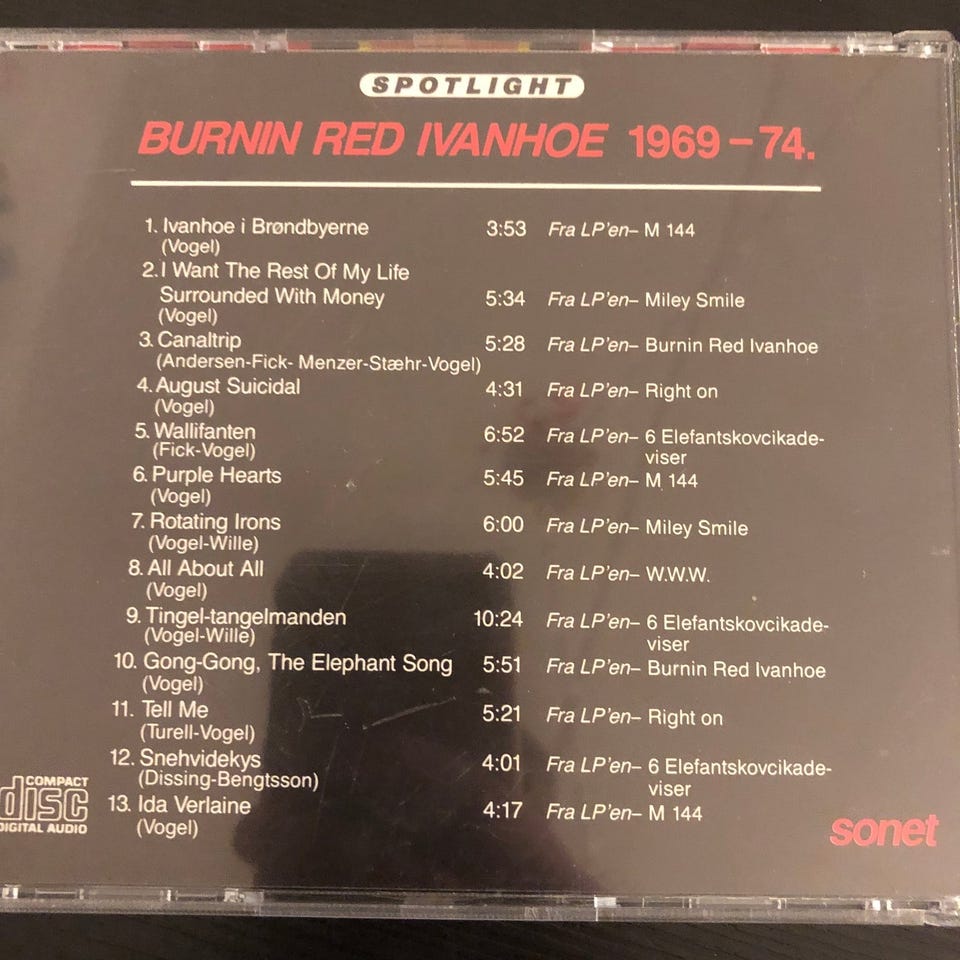 SPOTLIGHT
BURNIN RED IVANHOE 1969–74.
1. Ivanhoe i Brøndbyerne 3:53 Fra LP'en– M 144
(Vogel)
2. I Want The Rest Of My Life
Surrounded With Money 5:34 Fra LP'en– Miley Smile
(Vogel)
3. Canaltrip 5:28 Fra LP'en– Burnin Red Ivanhoe
(Andersen-Fick- Menzer-Stæhr-Vogel)
4. August Suicidal 4:31 Fra LP'en– Right on
(Vogel)
5. Wallifanten 6:52 Fra LP'en– 6 Elefantskovcikade-
(Fick-Vogel) viser
6. Purple Hearts 5:45 Fra LP'en– M 144
(Vogel)
7. Rotating Irons 6:00 Fra LP'en– Miley Smile
(Vogel-Wille)
8. All About All 4:02 Fra LP'en– W.W.W.
(Vogel)
9. Tingel-tangelmanden 10:24 Fra LP'en– 6 Elefantskovcikade-
(Vogel-Wille) viser
10. Gong-Gong, The Elephant Song 5:51 Fra LP'en– Burnin Red Ivanhoe
(Vogel)
11. Tell Me 5:21 Fra LP'en– Right on
(Turell-Vogel)
12. Snehvidekys 4:01 Fra LP'en– 6 Elefantskovcikade-
(Dissing-Bengtsson) viser
13. Ida Verlaine 4:17 Fra LP'en– M 144
(Vogel)
COMPACT
disc
DIGITAL AUDIO
sonet